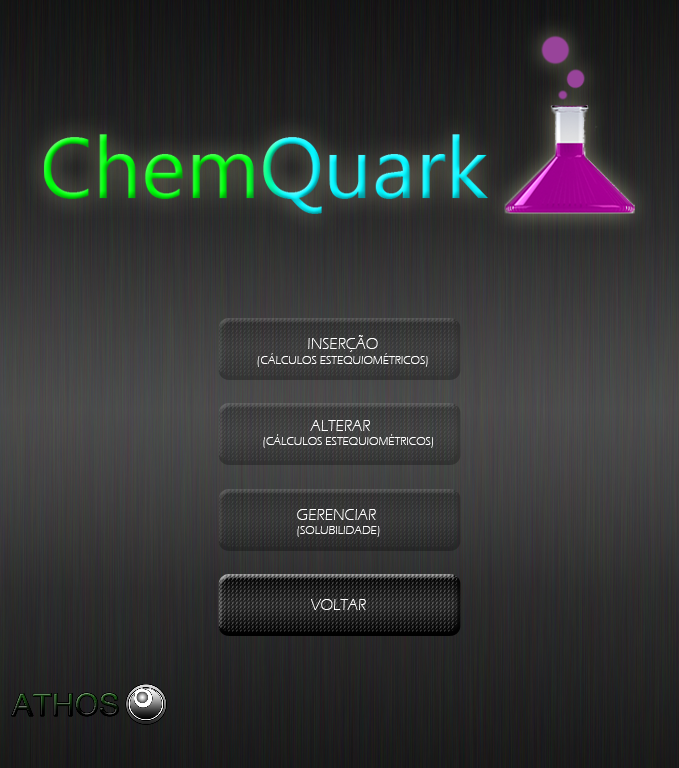 ChemQuark
INSERÇÃO
(CÁLCULOS ESTEQUIOMÉTRICOS)
ALTERAR
(CÁLCULOS ESTEQUIOMÉTRICOS)
GERENCIAR
(SOLUBILIDADE)
VOLTAR
ATHOS